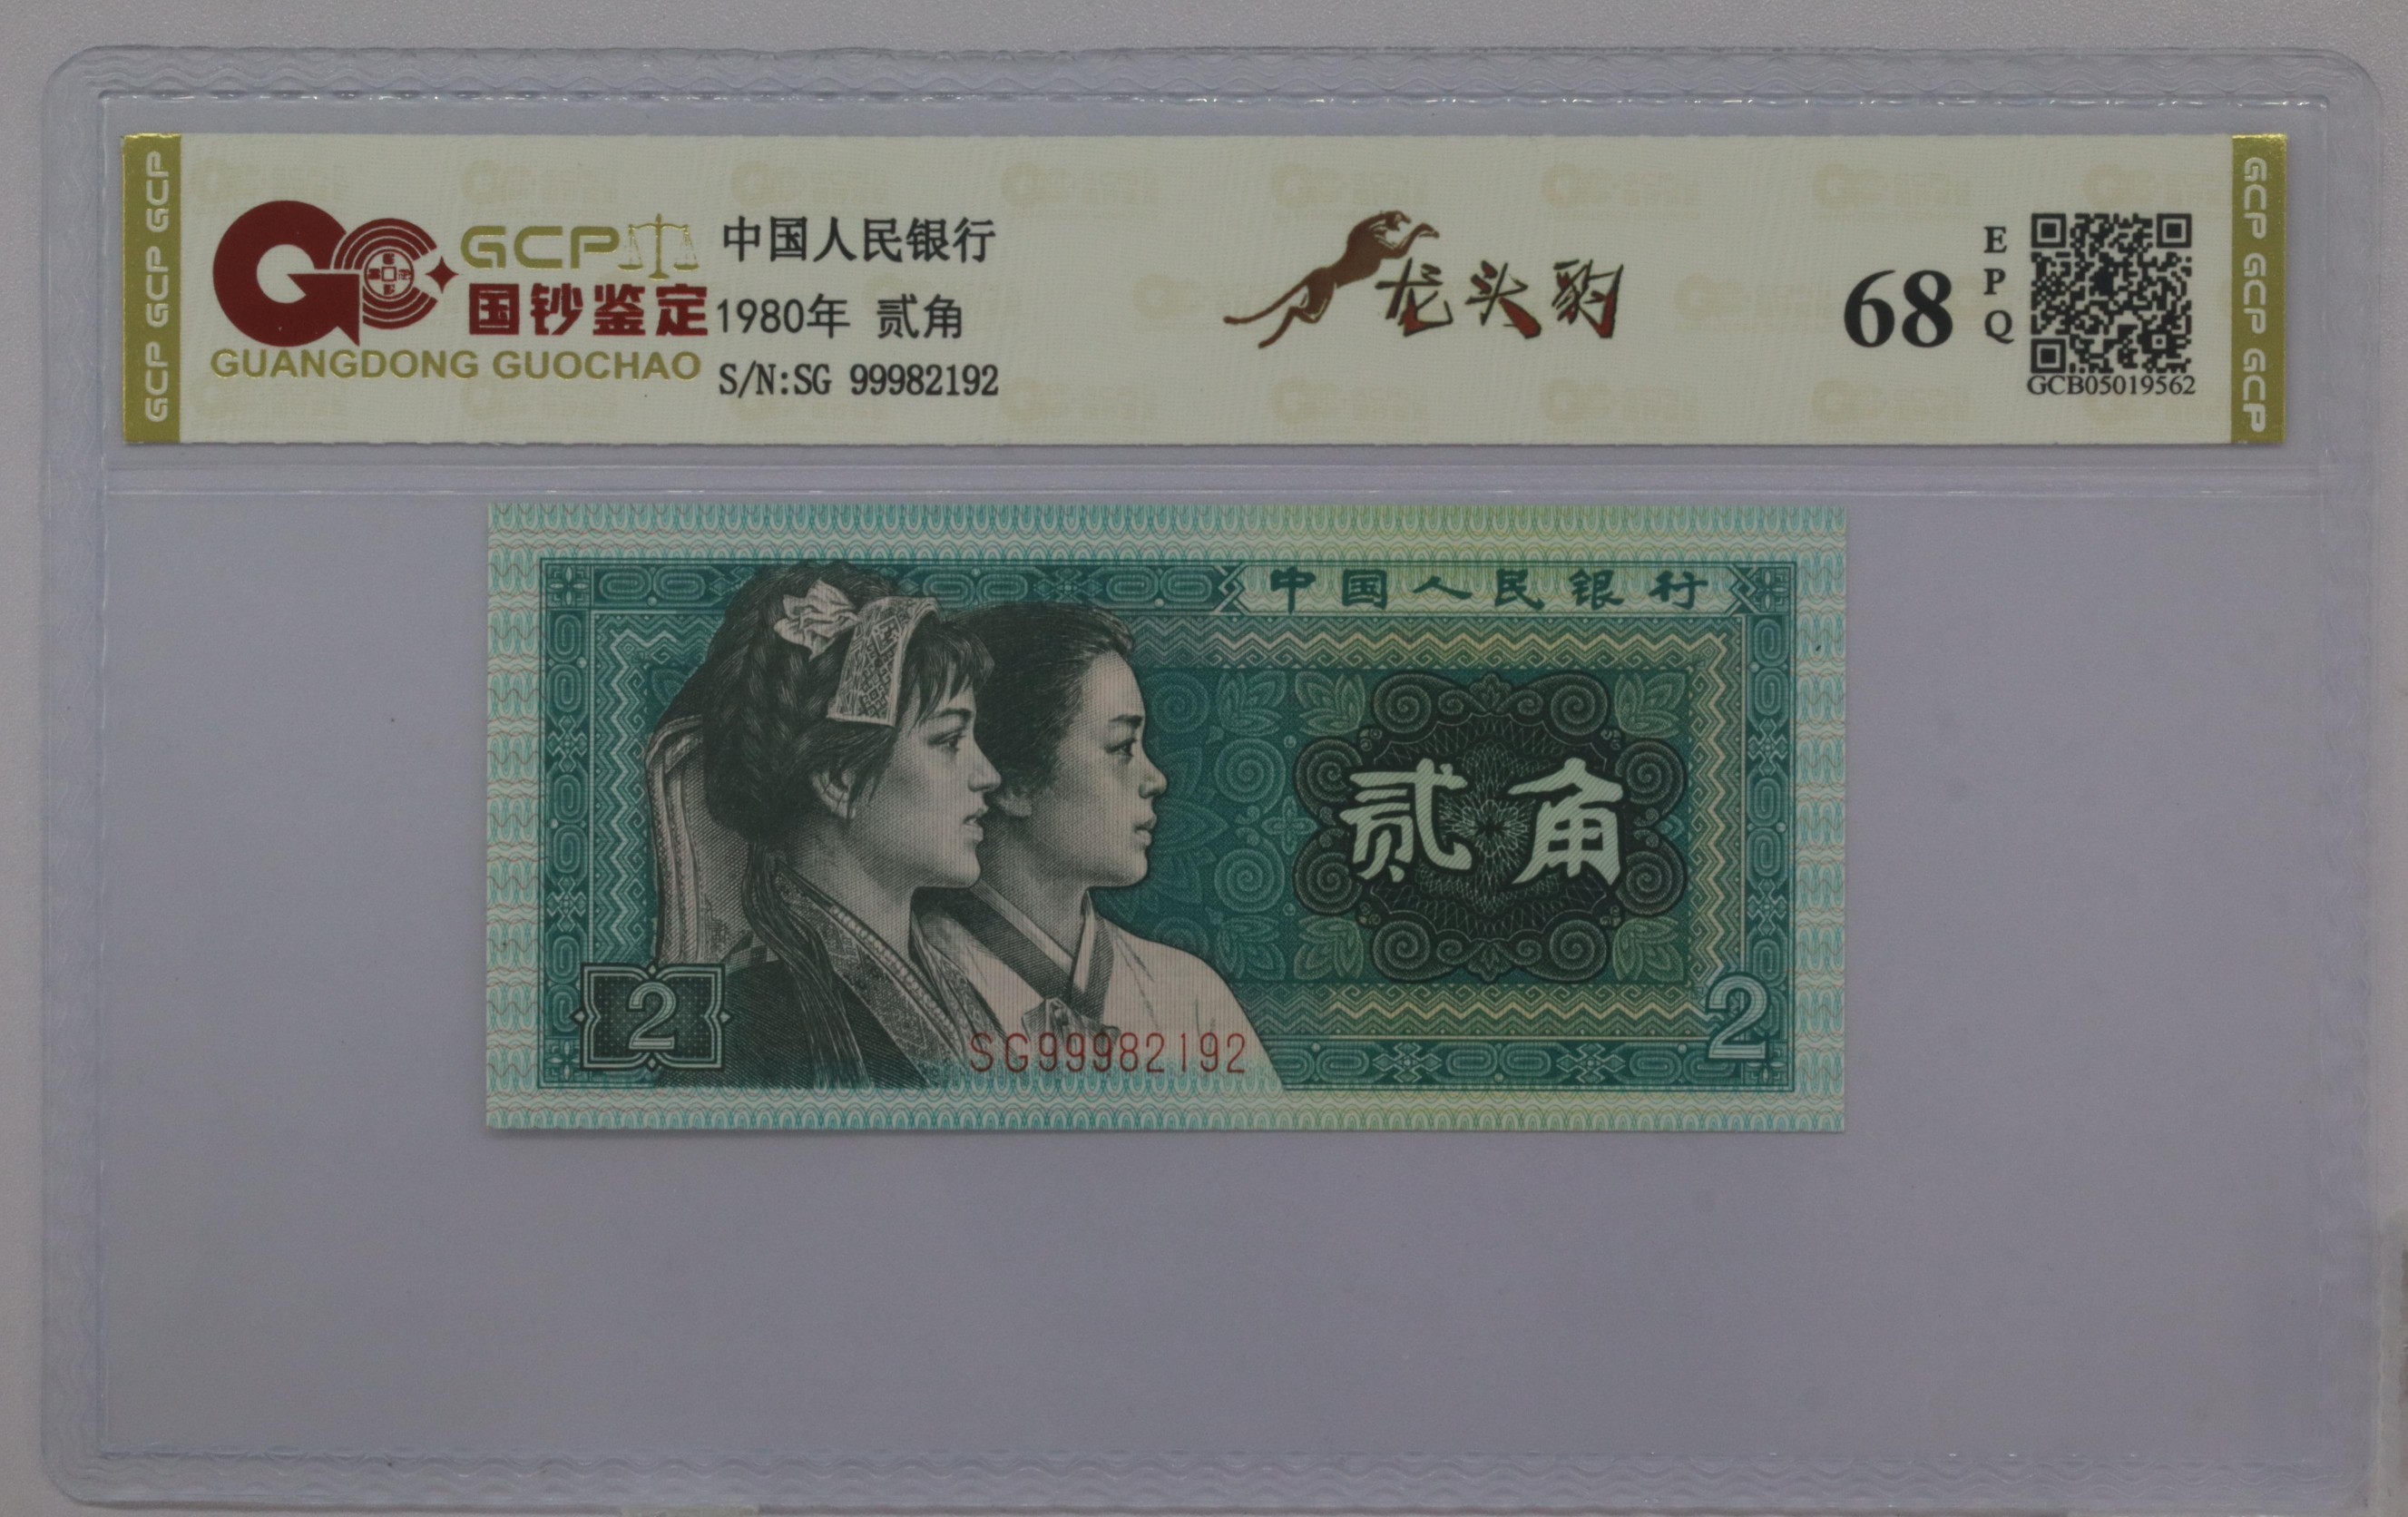 GCP GCP GCP
GCP
国钞鉴定
GUANGDONG GUOCHAO
中国人民银行
1980年 贰角
S/N:SG 99982192
龙头豹
68
EPQ
GCB05019562
GCP GCP GCP
中国人民银行
贰角
2
SG99982192
2